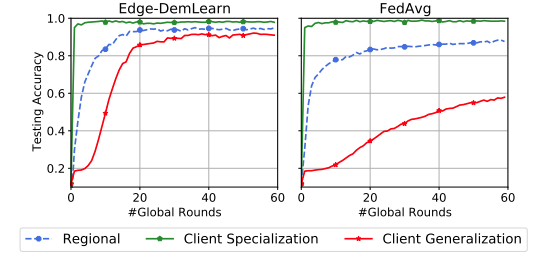 Edge-DemLearn
FedAvg
Testing Accuracy
1.0
0.8
0.6
0.4
0.2
0 20 40 60
0 20 40 60
#Global Rounds
#Global Rounds
Regional Client Specialization Client Generalization